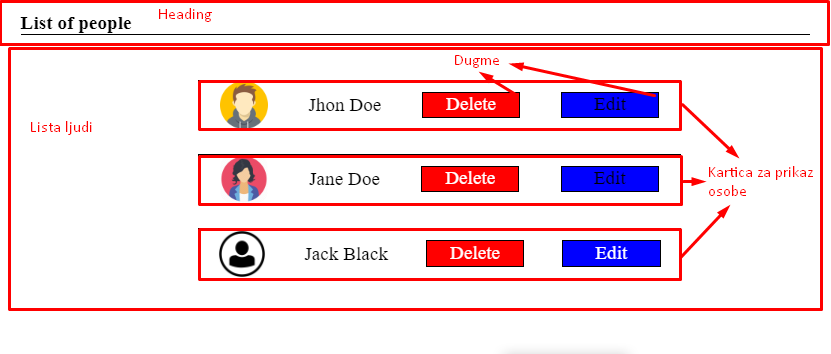 Heading
List of people
Dugme
Jhon Doe Delete Edit
Lista ljudi
Kartica za prikaz
osobe
Jane Doe Delete Edit
Jack Black Delete Edit